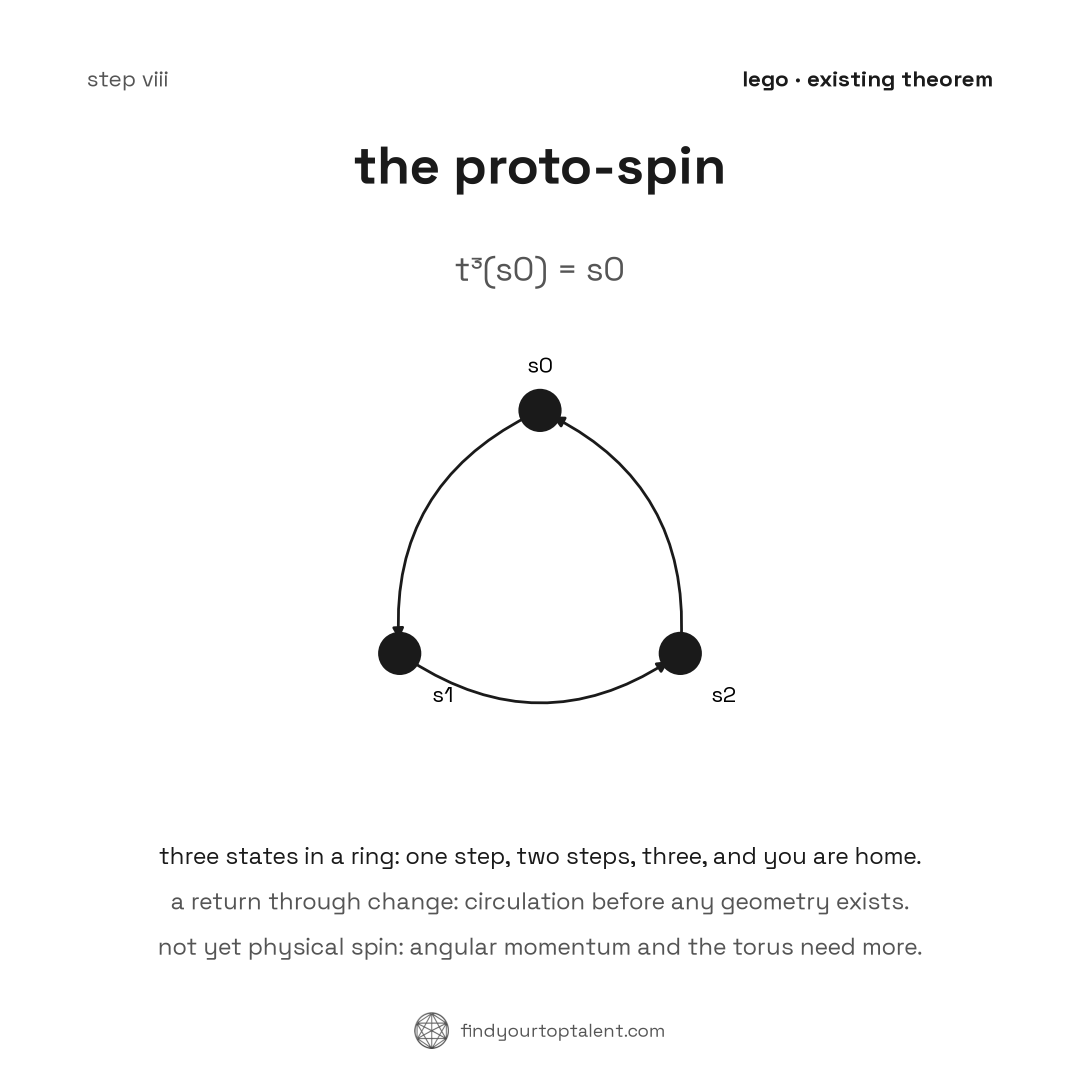 step viii
lego · existing theorem
the proto-spin
t³(s0) = s0
s0
s1
s2
three states in a ring: one step, two steps, three, and you are home.
a return through change: circulation before any geometry exists.
not yet physical spin: angular momentum and the torus need more.
findyourtoptalent.com